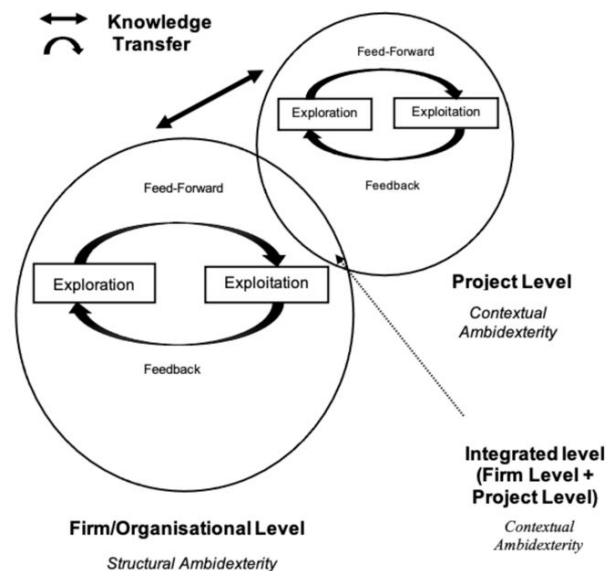 Knowledge
Transfer
Feed-Forward
Exploration
Exploitation
Feedback
Feed-Forward
Exploration
Exploitation
Feedback
Project Level
Contextual
Ambidexterity
Integrated level
(Firm Level +
Project Level)
Contextual
Ambidexterity
Firm/Organisational Level
Structural Ambidexterity